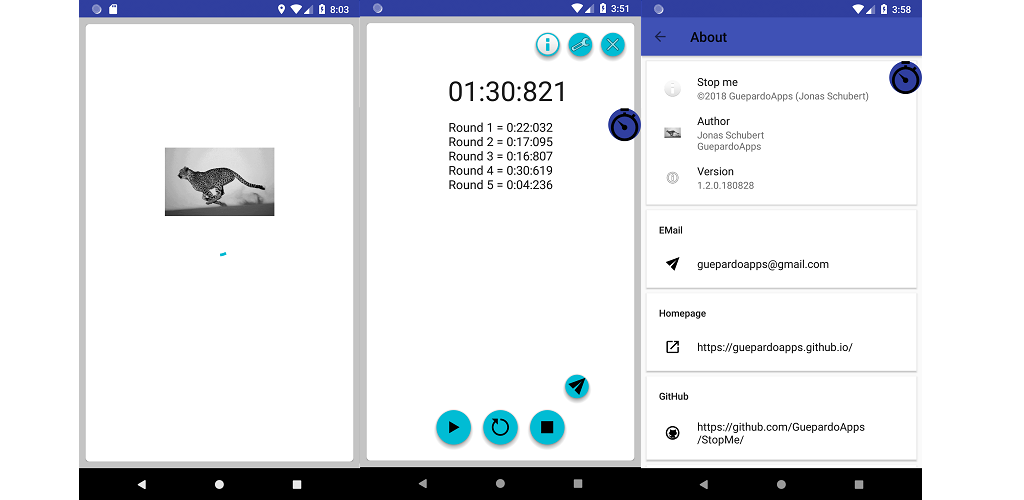 8:03
3:51
01:30:821
Round 1 = 0:22:032
Round 2 = 0:17:095
Round 3 = 0:16:807
Round 4 = 0:30:619
Round 5 = 0:04:236
3:58
About
Stop me
©2018 GuepardoApps (Jonas Schubert)
Author
Jonas Schubert
GuepardoApps
Version
1.2.0.180828
EMail
guepardoapps@gmail.com
Homepage
https://guepardoapps.github.io/
GitHub
https://github.com/GuepardoApps
/StopMe/